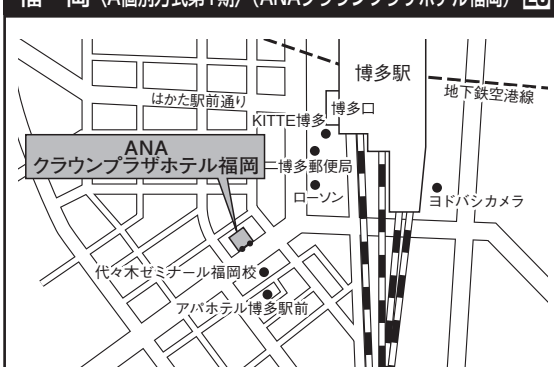 福 岡 （A個別方式第1期）（ANAクラウンプラザホテル福岡）
博多駅
地下鉄空港線
はかた駅前通り
博多口
KITTE博多
ANA
クラウンプラザホテル福岡
博多郵便局
ローソン
ヨドバシカメラ
代々木ゼミナール福岡校
アパホテル博多駅前